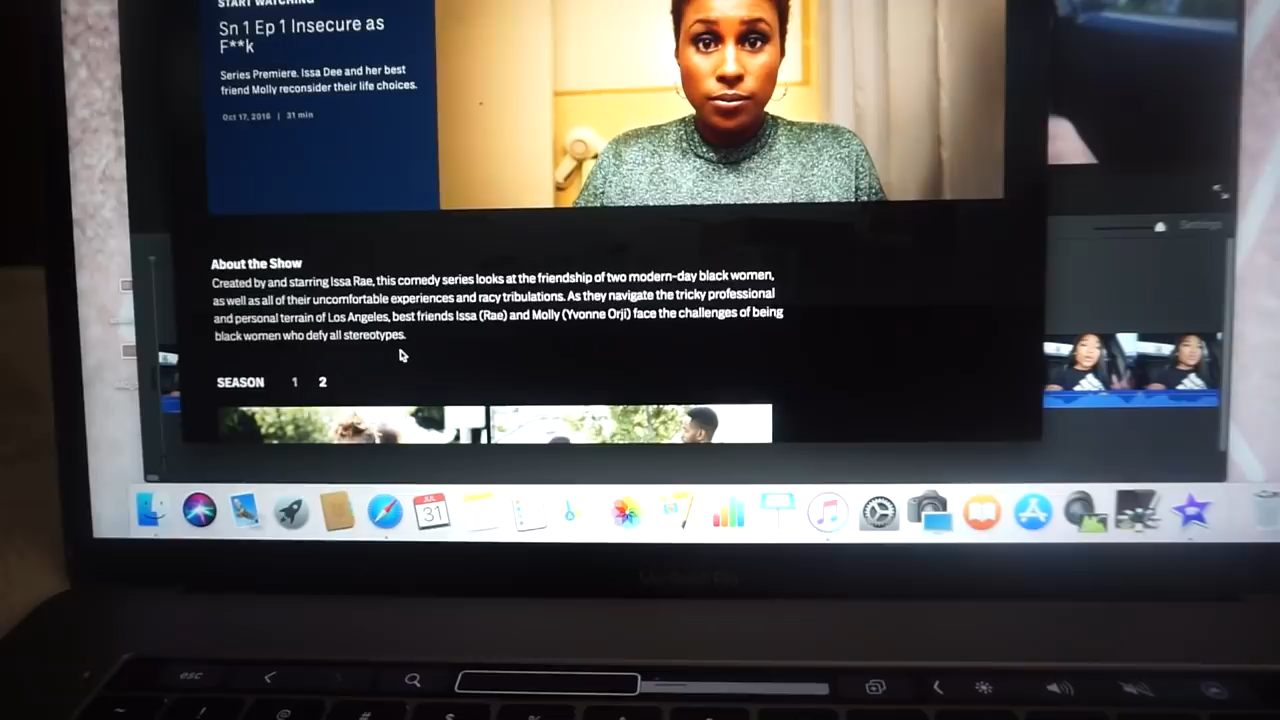 START WATCHING
Sn 1 Ep 1 Insecure as
F**k
Series Premiere. Issa Dee and her best
friend Molly reconsider their life choices.
Oct 17, 2016 | 31 min
Settings
About the Show
Created by and starring Issa Rae, this comedy series looks at the friendship of two modern-day black women,
as well as all of their uncomfortable experiences and racy tribulations. As they navigate the tricky professional
and personal terrain of Los Angeles, best friends Issa (Rae) and Molly (Yvonne Orji) face the challenges of being
black women who defy all stereotypes.
SEASON 1 2
JUL
31
MacBook Pro
esc
~ ! @ # $ %